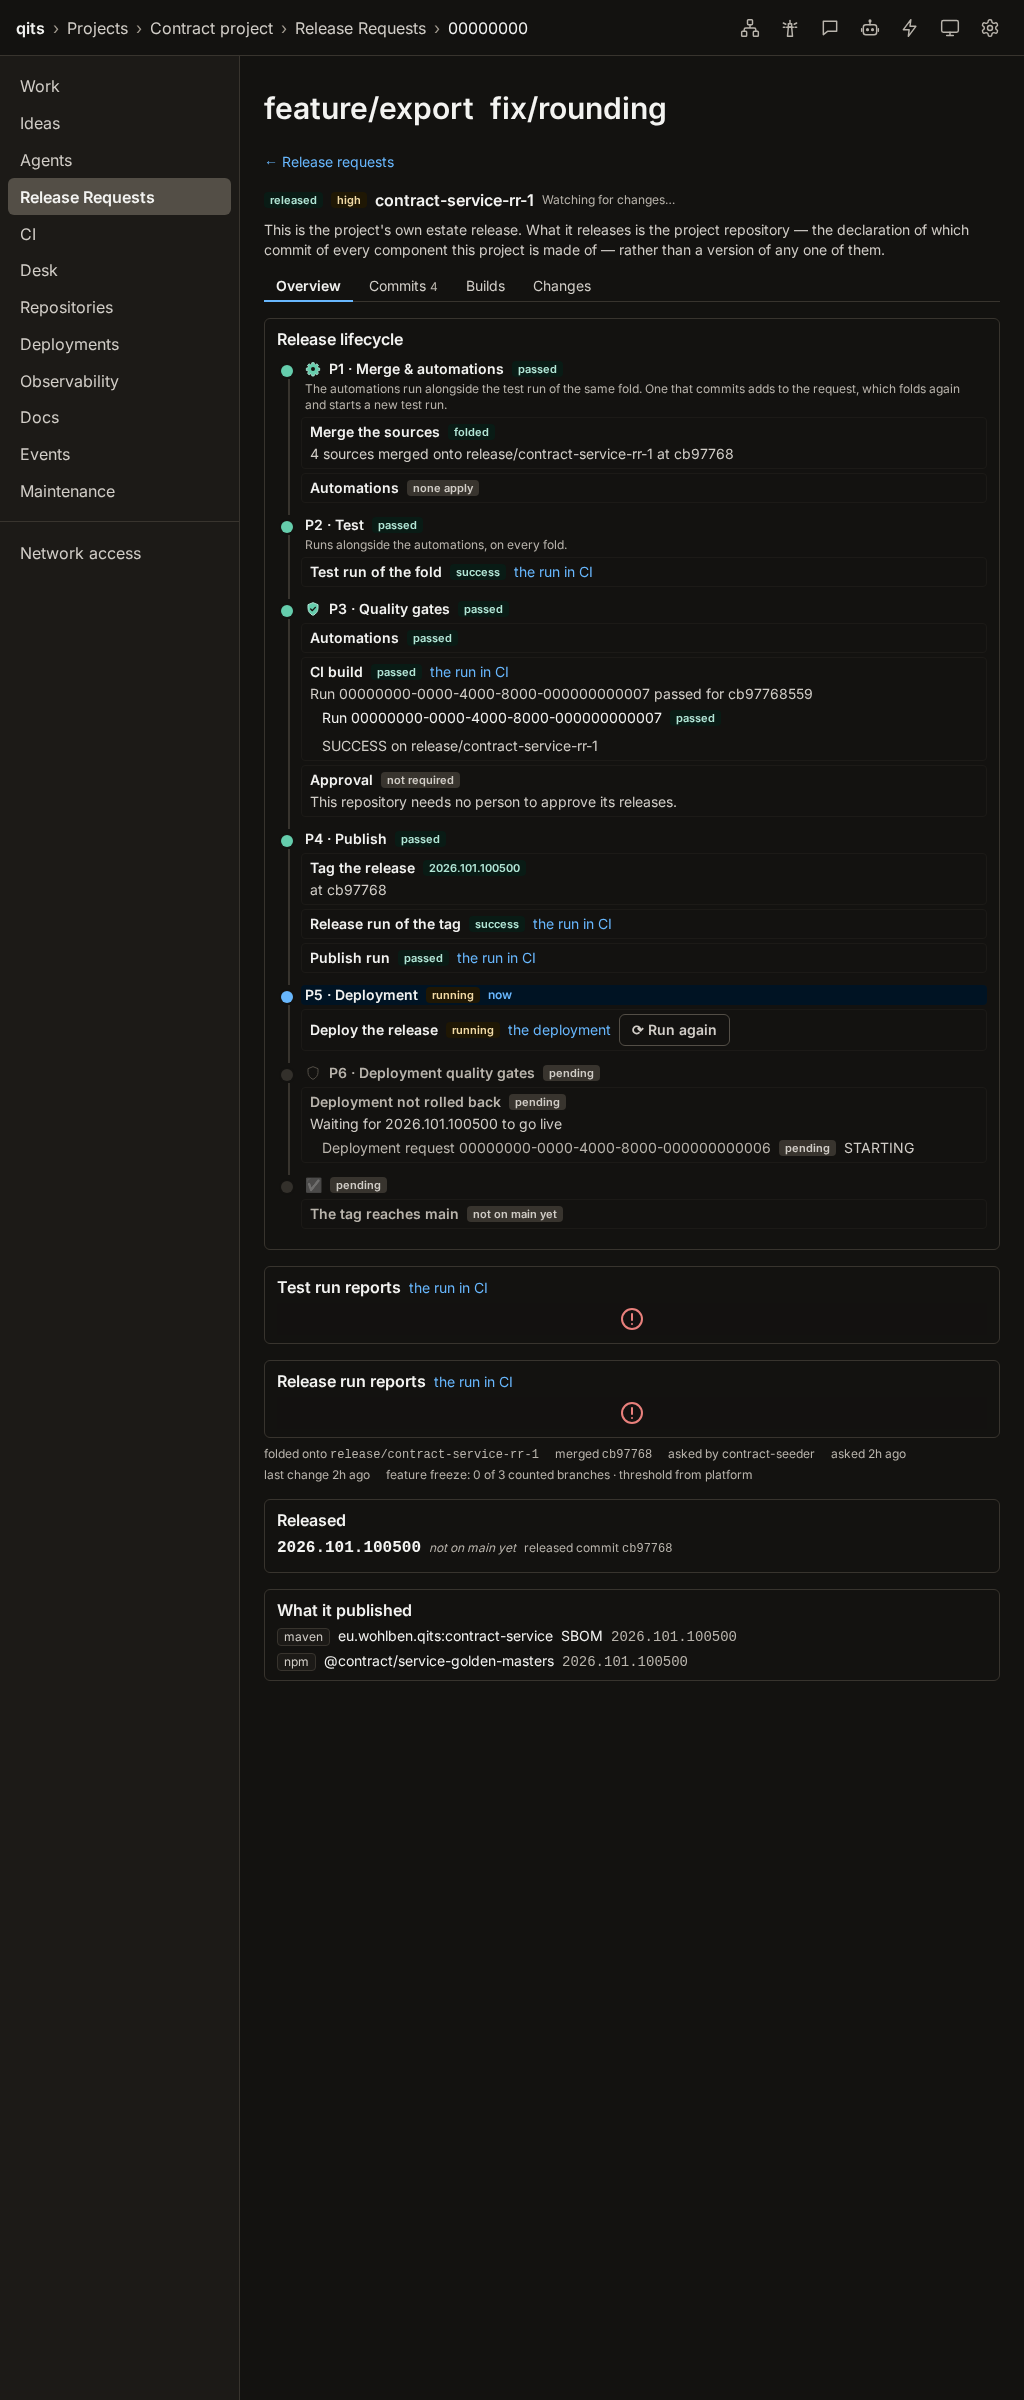 qits › Projects › Contract project › Release Requests › 00000000
Work
Ideas
Agents
Release Requests
CI
Desk
Repositories
Deployments
Observability
Docs
Events
Maintenance
Network access
feature/export fix/rounding
← Release requests
released high contract-service-rr-1 Watching for changes…
This is the project's own estate release. What it releases is the project repository — the declaration of which
commit of every component this project is made of — rather than a version of any one of them.
Overview Commits 4 Builds Changes
Release lifecycle
P1 · Merge & automations passed
The automations run alongside the test run of the same fold. One that commits adds to the request, which folds again
and starts a new test run.
Merge the sources folded
4 sources merged onto release/contract-service-rr-1 at cb97768
Automations none apply
P2 · Test passed
Runs alongside the automations, on every fold.
Test run of the fold success the run in CI
P3 · Quality gates passed
Automations passed
CI build passed the run in CI
Run 00000000-0000-4000-8000-000000000007 passed for cb97768559
Run 00000000-0000-4000-8000-000000000007 passed
SUCCESS on release/contract-service-rr-1
Approval not required
This repository needs no person to approve its releases.
P4 · Publish passed
Tag the release 2026.101.100500
at cb97768
Release run of the tag success the run in CI
Publish run passed the run in CI
P5 · Deployment running now
Deploy the release running the deployment ⟳ Run again
P6 · Deployment quality gates pending
Deployment not rolled back pending
Waiting for 2026.101.100500 to go live
Deployment request 00000000-0000-4000-8000-000000000006 pending STARTING
pending
The tag reaches main not on main yet
Test run reports the run in CI
Release run reports the run in CI
folded onto release/contract-service-rr-1 merged cb97768 asked by contract-seeder asked 2h ago
last change 2h ago feature freeze: 0 of 3 counted branches · threshold from platform
Released
2026.101.100500 not on main yet released commit cb97768
What it published
maven eu.wohlben.qits:contract-service SBOM 2026.101.100500
npm @contract/service-golden-masters 2026.101.100500